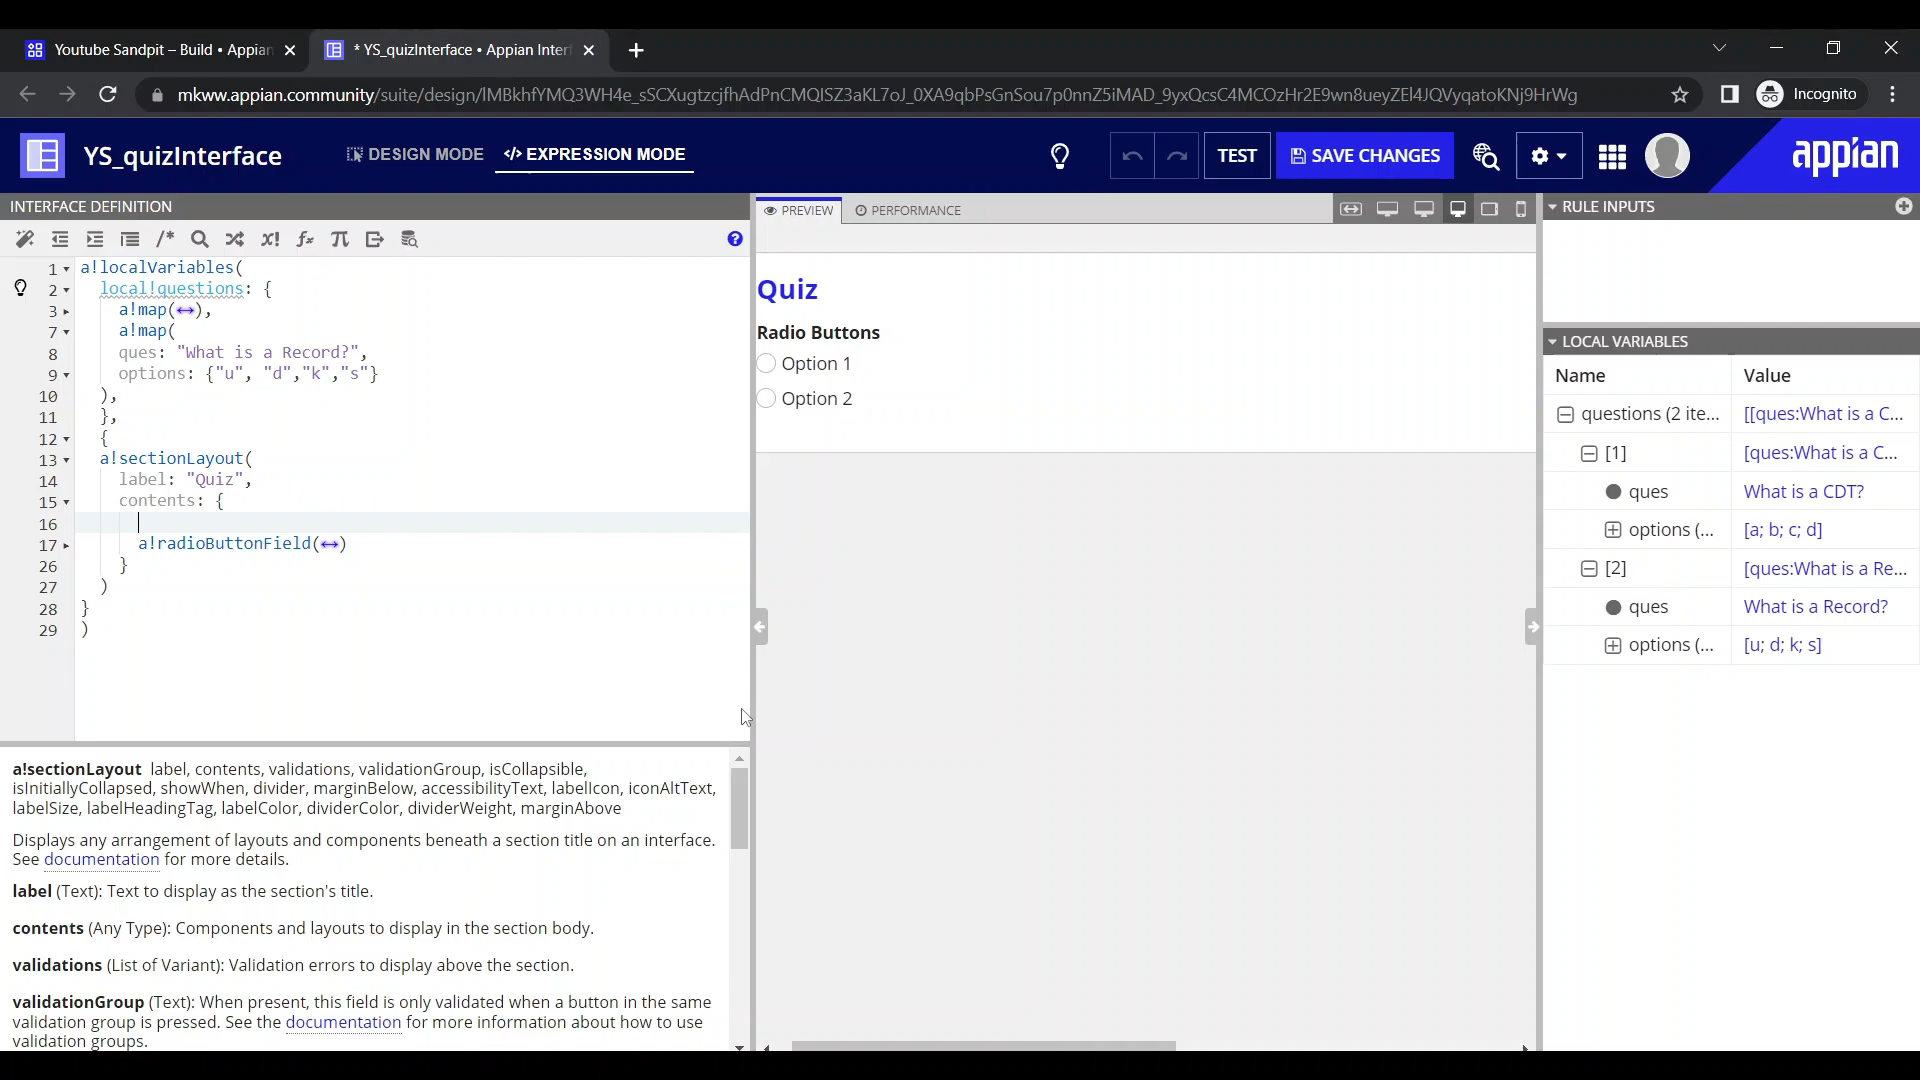 Youtube Sandpit – Build • Appian
* YS_quizInterface • Appian Interf
mkww.appian.community/suite/design/lMBkhfYMQ3WH4e_sSCXugtzcjfhAdPnCMQISZ3aKL7oJ_0XA9qbPsGnSou7p0nnZ5iMAD_9yxQcsC4MCOzHr2E9wn8ueyZEl4JQVyqatoKNj9HrWg
Incognito
YS_quizInterface
DESIGN MODE
</> EXPRESSION MODE
TEST
SAVE CHANGES
appian
INTERFACE DEFINITION
PREVIEW
PERFORMANCE
RULE INPUTS
1 a!localVariables(
2 local!questions: {
3 a!map(↔),
7 a!map(
8 ques: "What is a Record?",
9 options: {"u", "d","k","s"}
10 ),
11 },
12 {
13 a!sectionLayout(
14 label: "Quiz",
15 contents: {
16
17 a!radioButtonField(↔)
26 }
27 )
28 }
29 )
Quiz
Radio Buttons
Option 1
Option 2
LOCAL VARIABLES
Name Value
questions (2 ite... [[ques:What is a C...
[1] [ques:What is a C...
ques What is a CDT?
options (... [a; b; c; d]
[2] [ques:What is a Re...
ques What is a Record?
options (... [u; d; k; s]
a!sectionLayout label, contents, validations, validationGroup, isCollapsible,
isInitiallyCollapsed, showWhen, divider, marginBelow, accessibilityText, labelIcon, iconAltText,
labelSize, labelHeadingTag, labelColor, dividerColor, dividerWeight, marginAbove
Displays any arrangement of layouts and components beneath a section title on an interface.
See documentation for more details.
label (Text): Text to display as the section's title.
contents (Any Type): Components and layouts to display in the section body.
validations (List of Variant): Validation errors to display above the section.
validationGroup (Text): When present, this field is only validated when a button in the same
validation group is pressed. See the documentation for more information about how to use
validation groups.